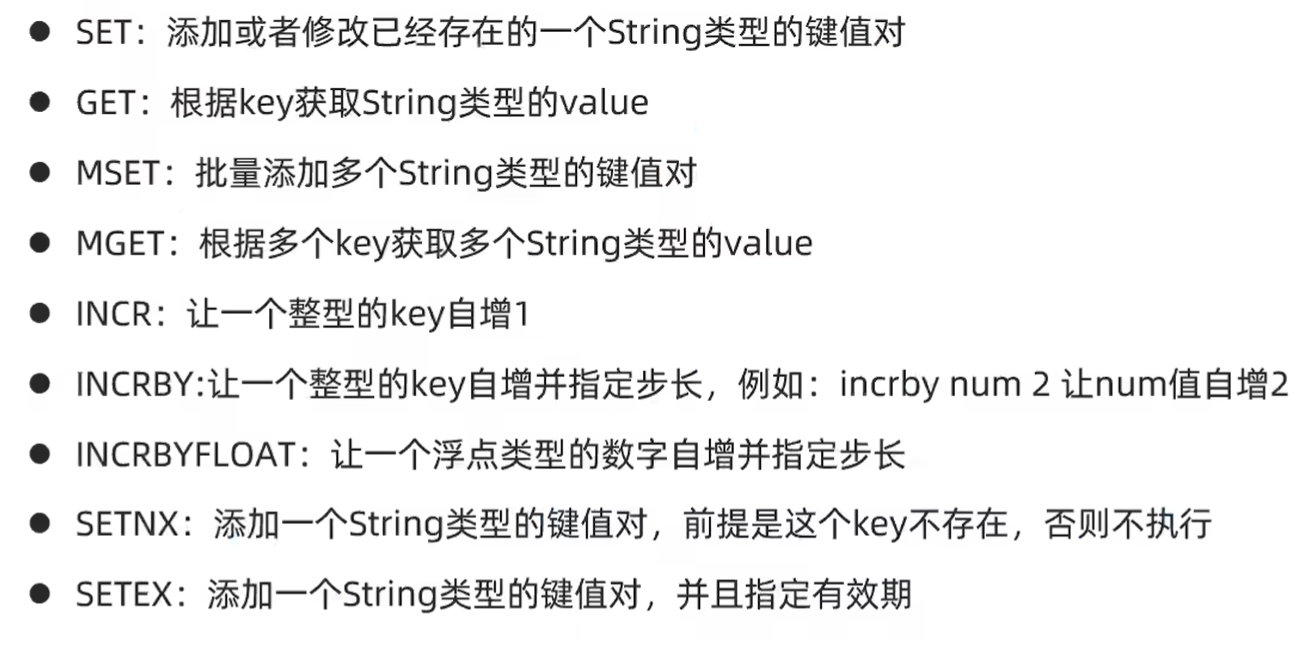 ● SET：添加或者修改已经存在的一个String类型的键值对
● GET：根据key获取String类型的value
● MSET：批量添加多个String类型的键值对
● MGET：根据多个key获取多个String类型的value
● INCR：让一个整型的key自增1
● INCRBY:让一个整型的key自增并指定步长，例如：incrby num 2 让num值自增2
● INCRBYFLOAT：让一个浮点类型的数字自增并指定步长
● SETNX：添加一个String类型的键值对，前提是这个key不存在，否则不执行
● SETEX：添加一个String类型的键值对，并且指定有效期